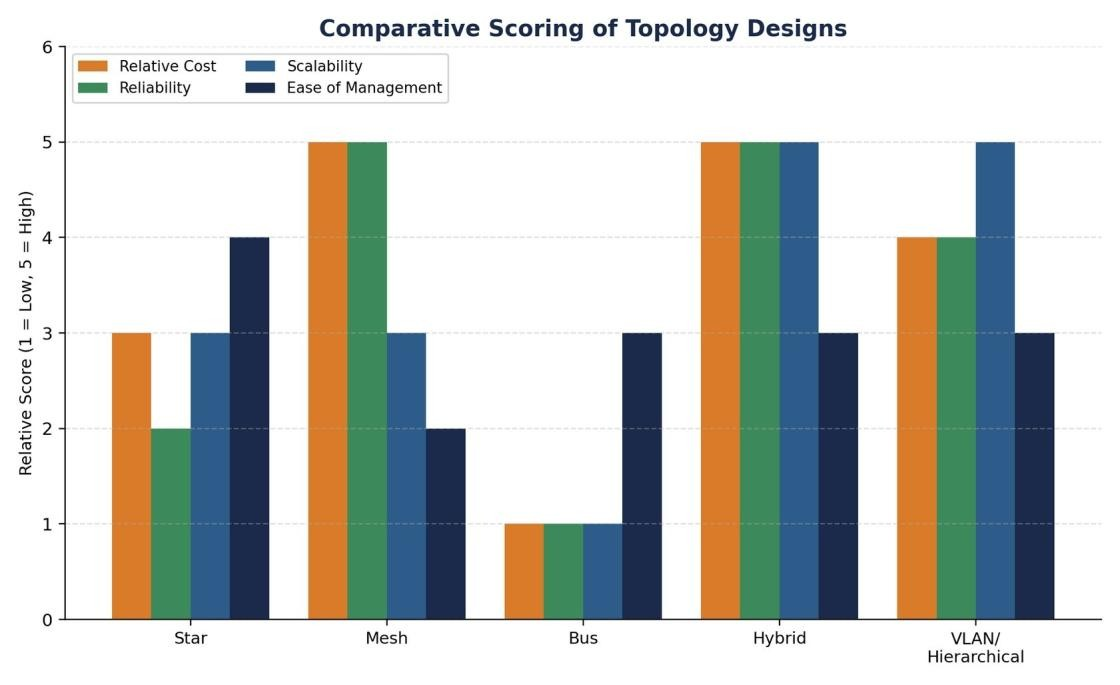 Comparative Scoring of Topology Designs
6
Relative Cost
Scalability
Reliability
Ease of Management
5
4
3
2
1
0
Relative Score (1 = Low, 5 = High)
Star
Mesh
Bus
Hybrid
VLAN/
Hierarchical